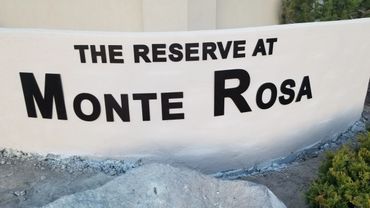 THE RESERVE AT
MONTE ROSA